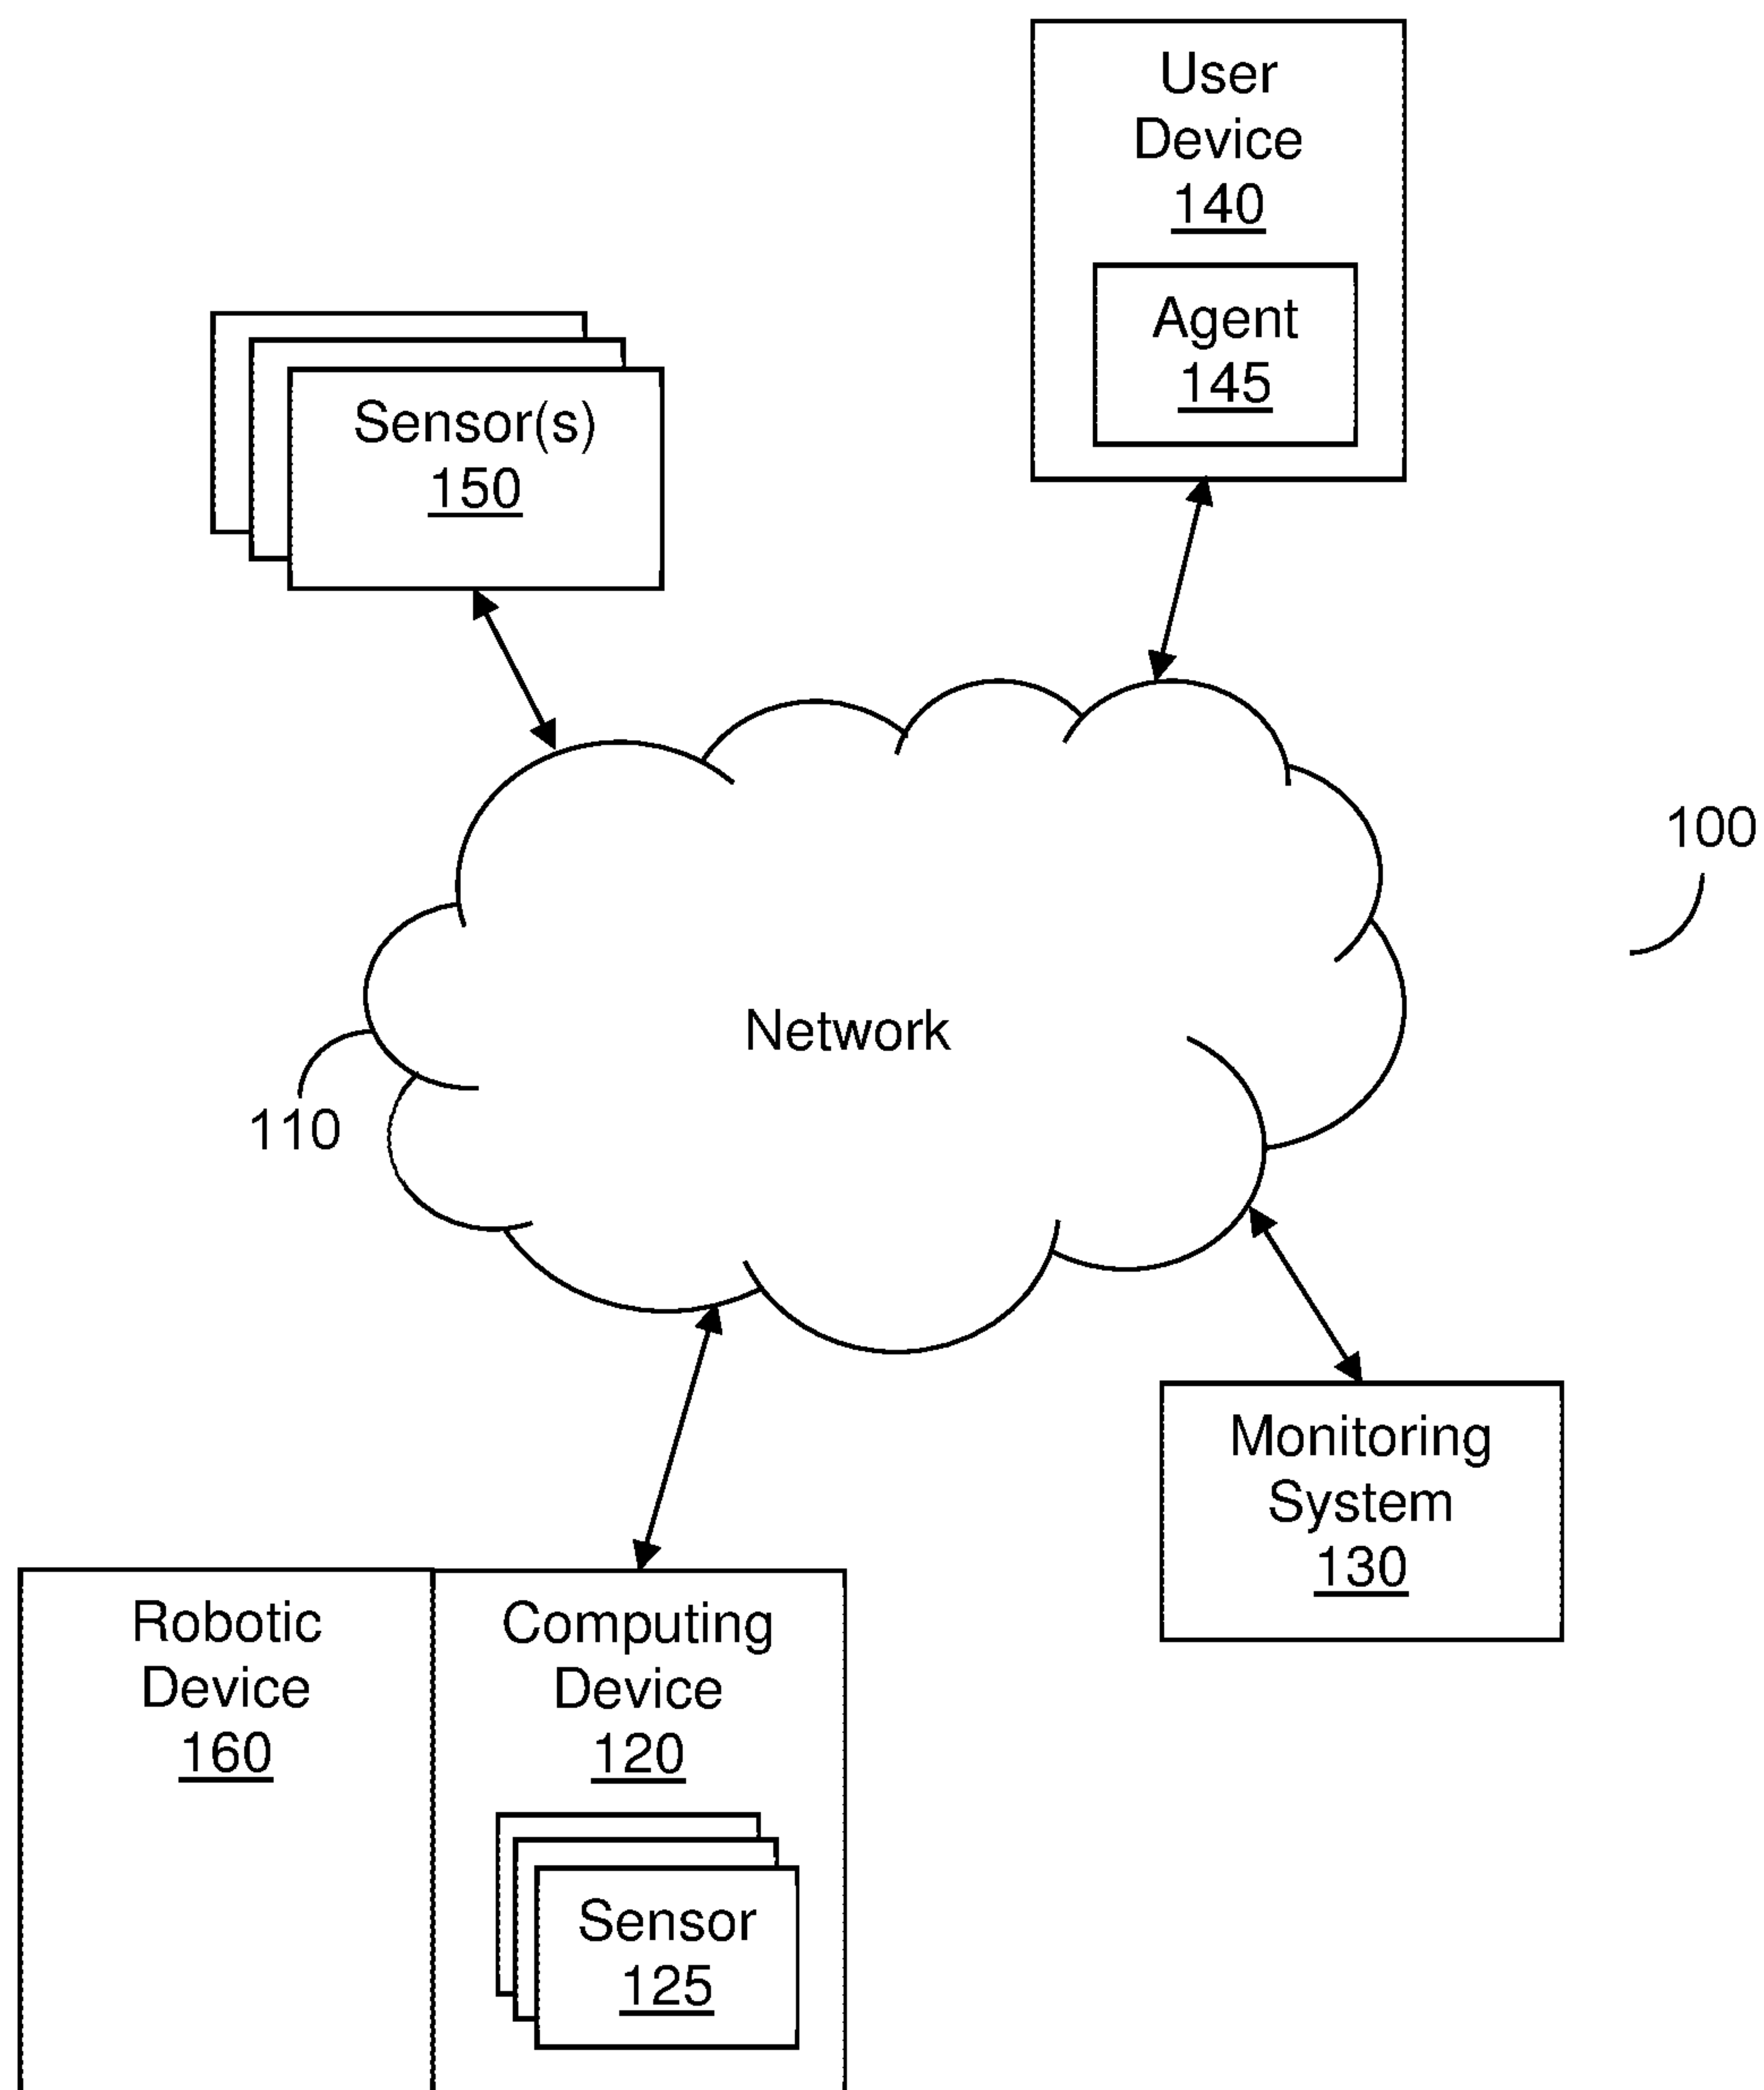 User
Device
140
Agent
145
Sensor(s)
150
100
Network
110
Monitoring
System
130
Robotic
Device
160
Computing
Device
120
Sensor
125